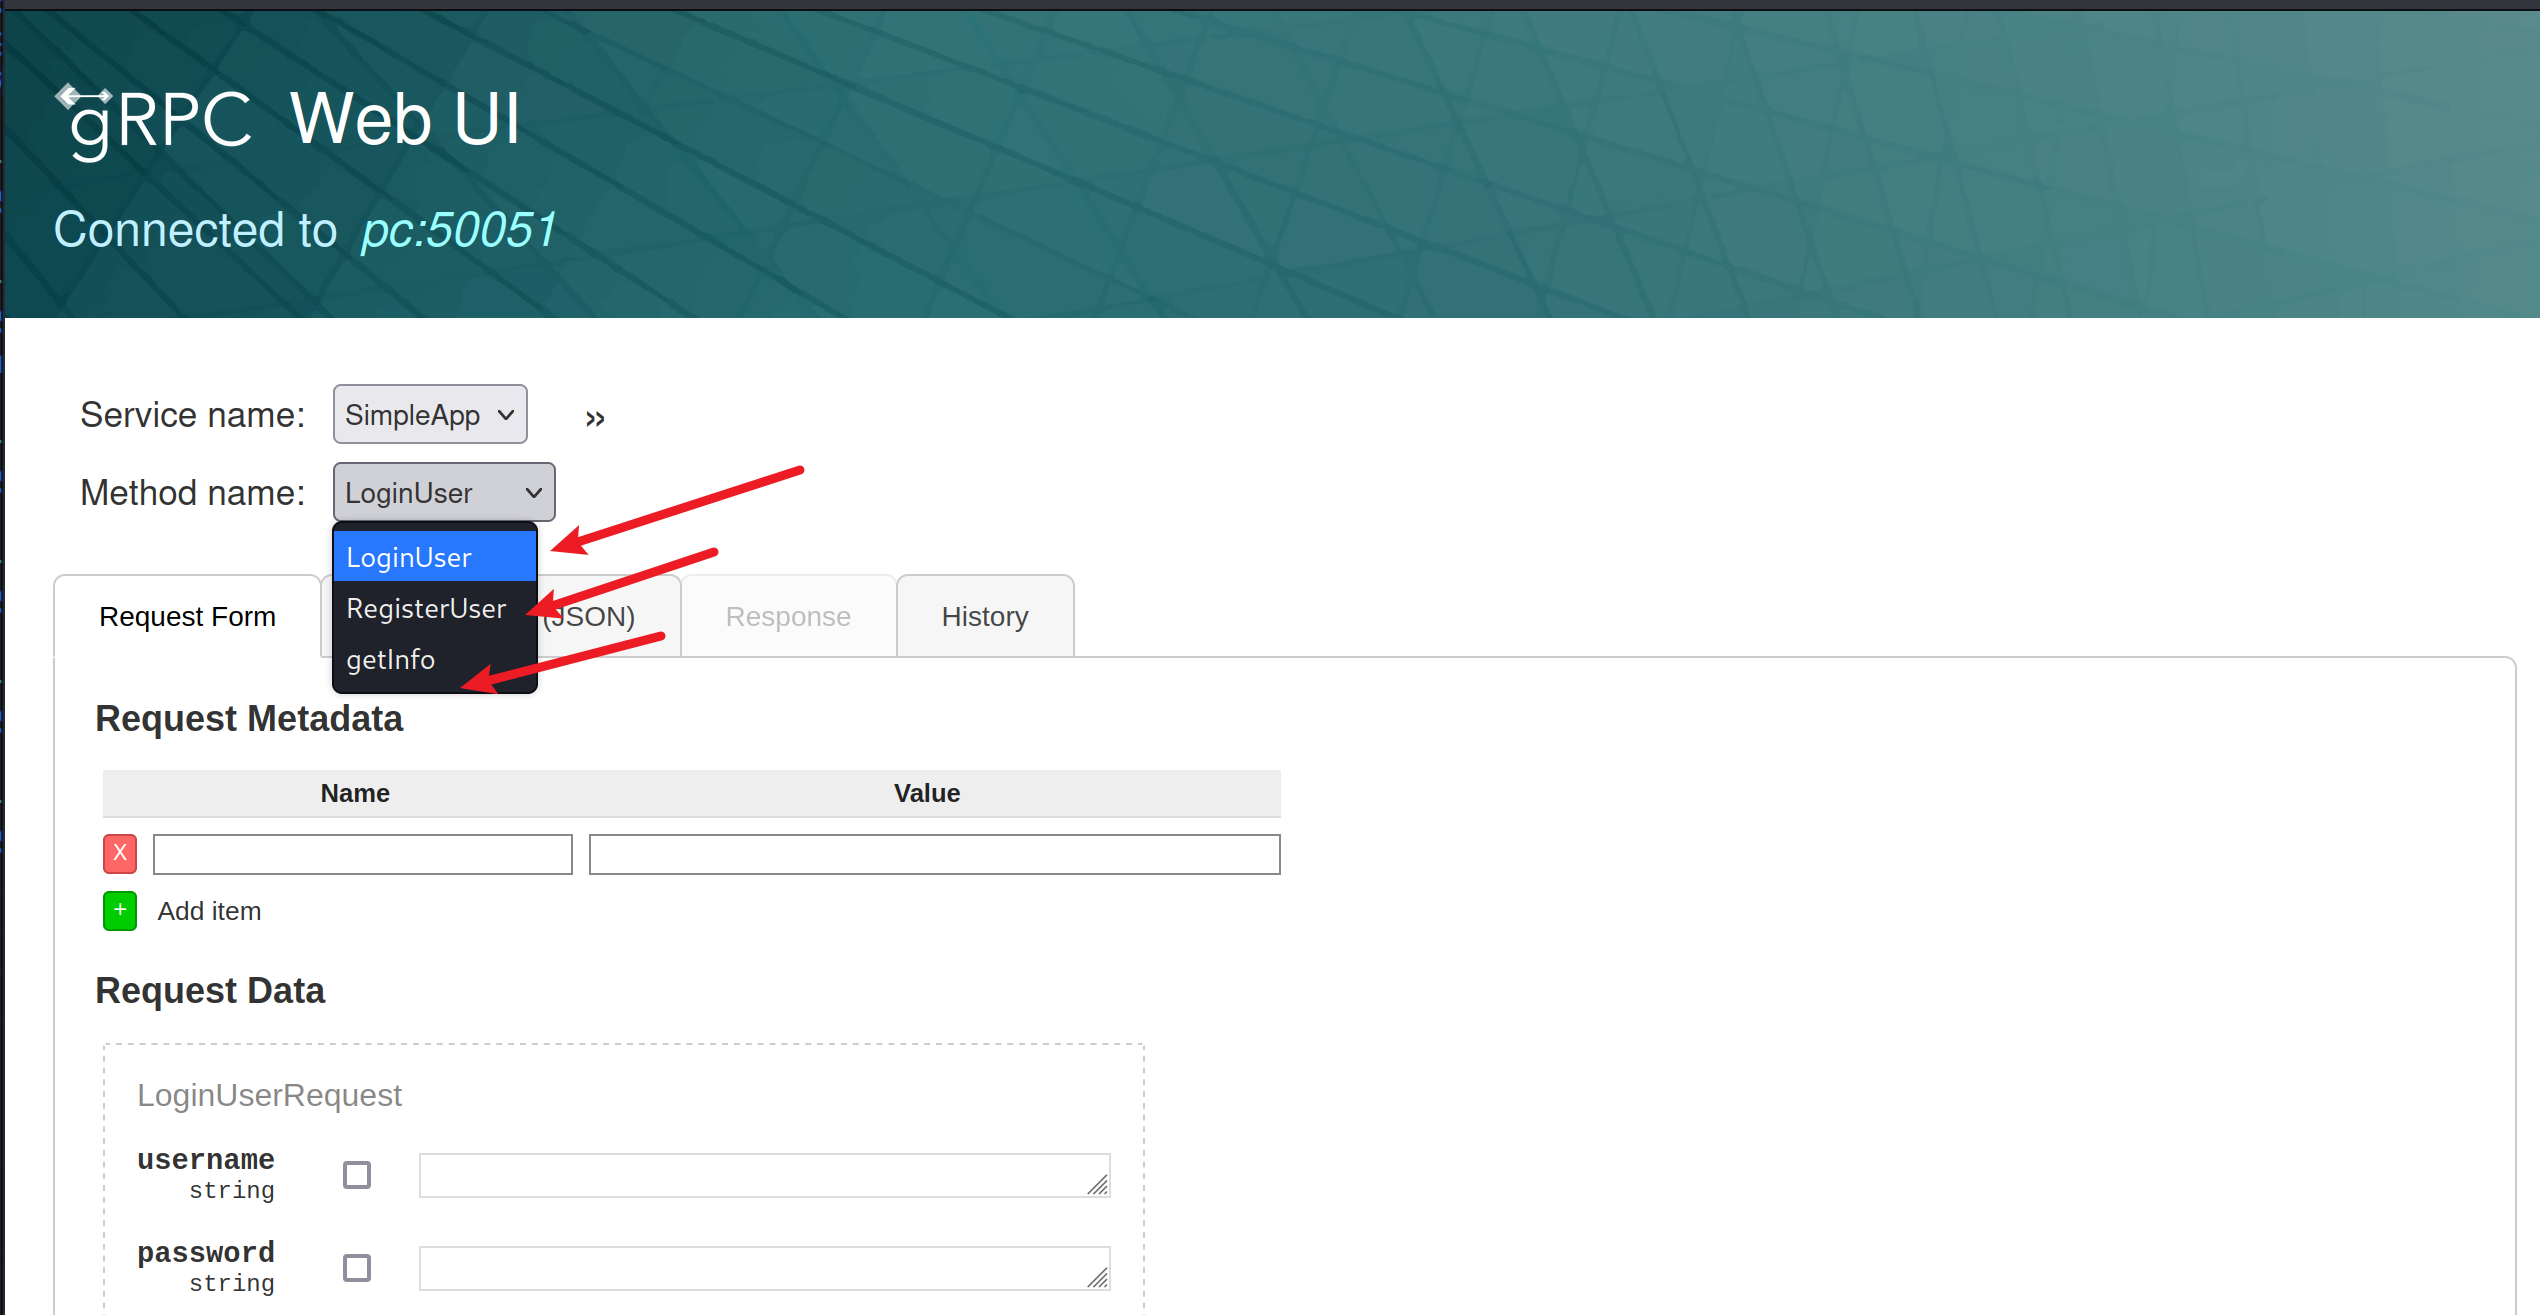 gRPC Web UI
Connected to pc:50051
Service name: SimpleApp »
Method name: LoginUser
LoginUser
RegisterUser
getInfo
Request Form (JSON) Response History
Request Metadata
Name Value
X
+ Add item
Request Data
LoginUserRequest
username
string
password
string